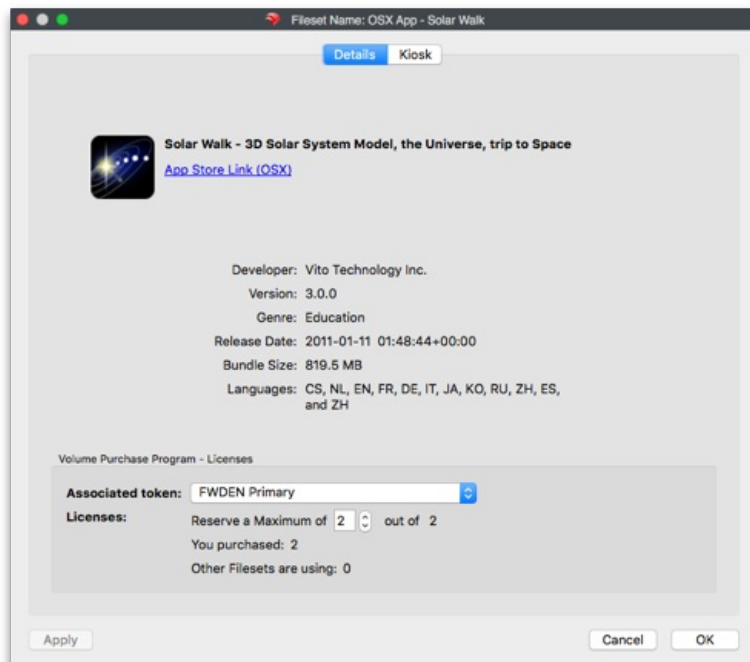 Fileset Name: OSX App - Solar Walk
Details Kiosk
Solar Walk - 3D Solar System Model, the Universe, trip to Space
App Store Link (OSX)
Developer: Vito Technology Inc.
Version: 3.0.0
Genre: Education
Release Date: 2011-01-11 01:48:44+00:00
Bundle Size: 819.5 MB
Languages: CS, NL, EN, FR, DE, IT, JA, KO, RU, ZH, ES,
and ZH
Volume Purchase Program - Licenses
Associated token: FWDEN Primary
Licenses: Reserve a Maximum of 2 out of 2
You purchased: 2
Other Filesets are using: 0
Apply Cancel OK